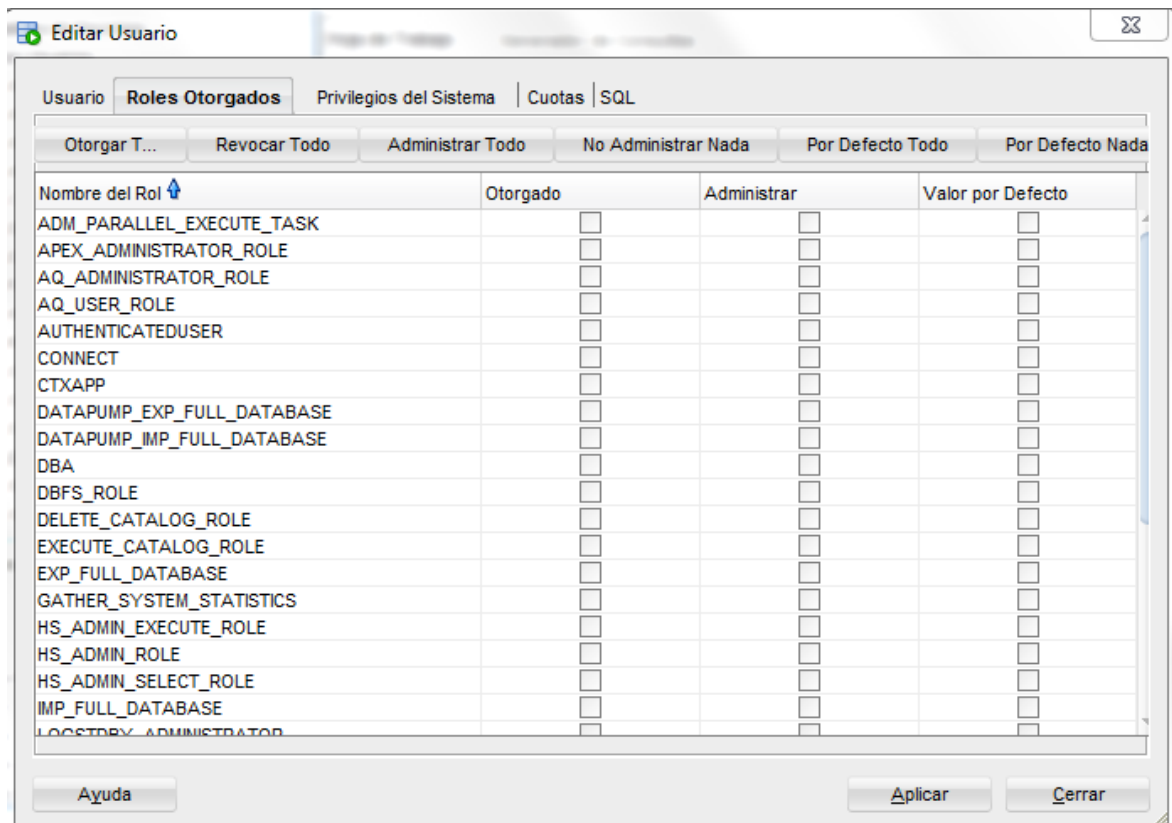 Editar Usuario
Usuario Roles Otorgados Privilegios del Sistema Cuotas SQL
Otorgar T... Revocar Todo Administrar Todo No Administrar Nada Por Defecto Todo Por Defecto Nada
Nombre del Rol Otorgado Administrar Valor por Defecto
ADM_PARALLEL_EXECUTE_TASK
APEX_ADMINISTRATOR_ROLE
AQ_ADMINISTRATOR_ROLE
AQ_USER_ROLE
AUTHENTICATEDUSER
CONNECT
CTXAPP
DATAPUMP_EXP_FULL_DATABASE
DATAPUMP_IMP_FULL_DATABASE
DBA
DBFS_ROLE
DELETE_CATALOG_ROLE
EXECUTE_CATALOG_ROLE
EXP_FULL_DATABASE
GATHER_SYSTEM_STATISTICS
HS_ADMIN_EXECUTE_ROLE
HS_ADMIN_ROLE
HS_ADMIN_SELECT_ROLE
IMP_FULL_DATABASE
LOGSTDBY_ADMINISTRATOR
Ayuda Aplicar Cerrar